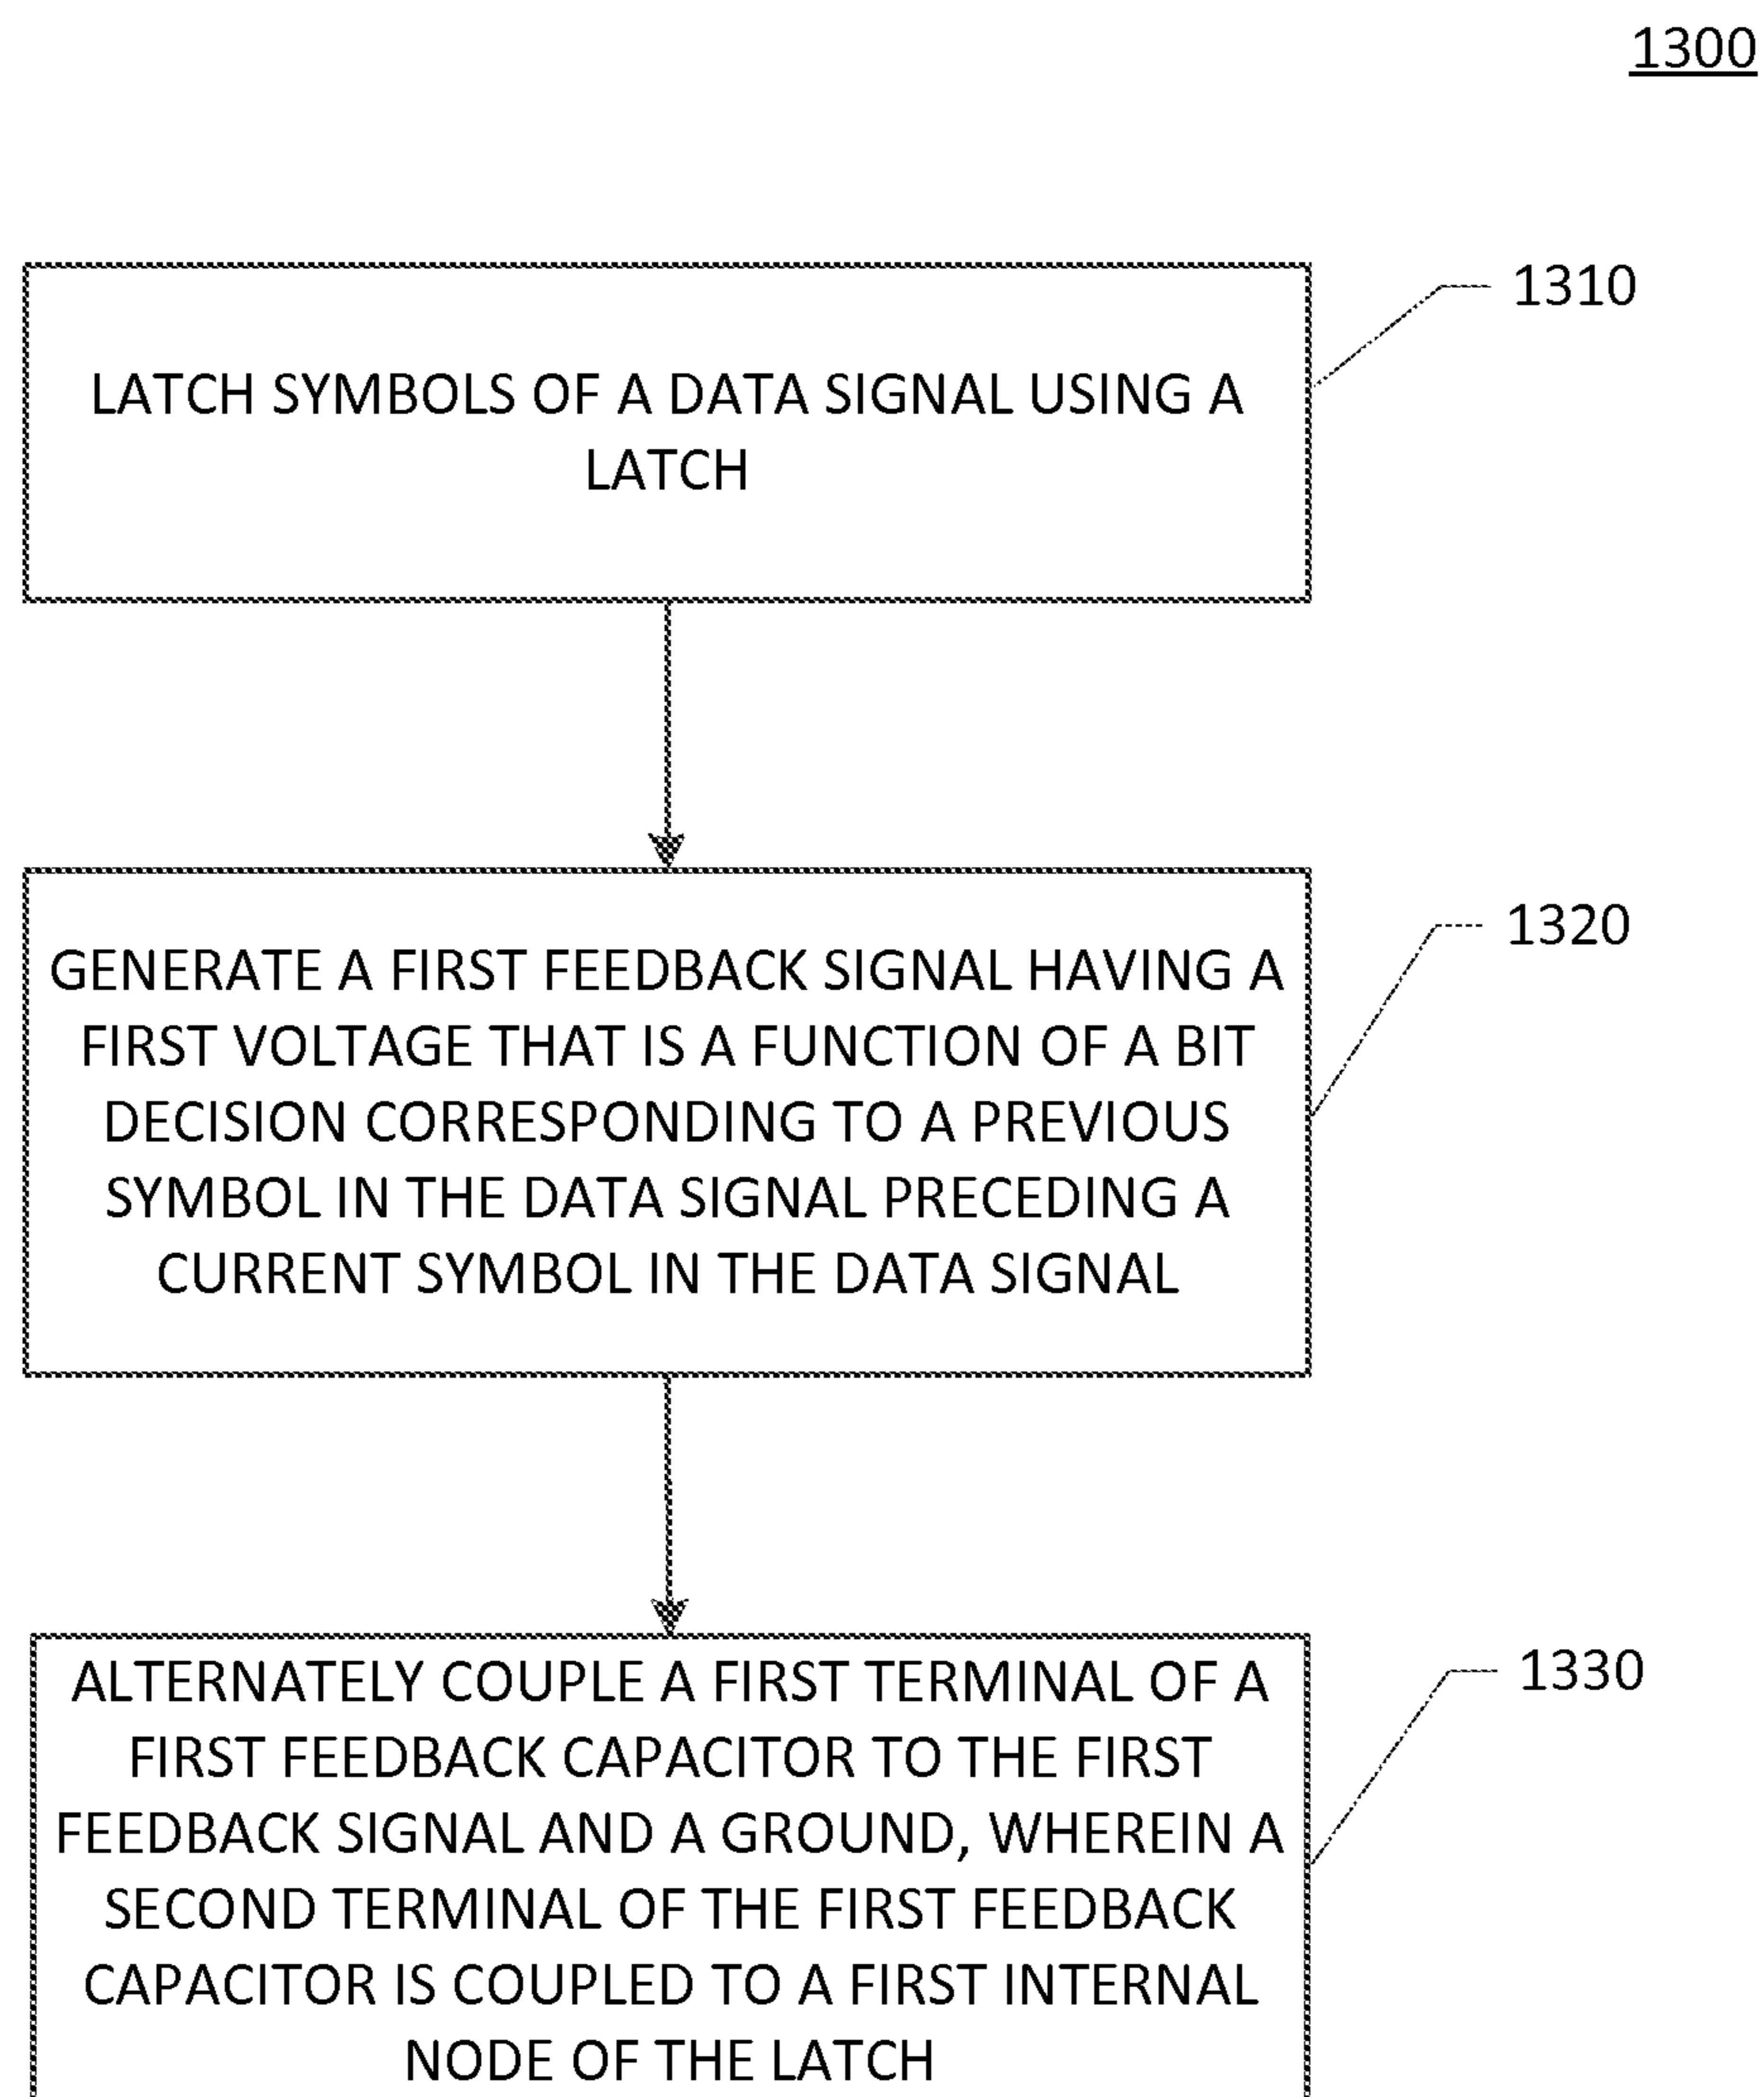 1300
1310
LATCH SYMBOLS OF A DATA SIGNAL USING A
LATCH
1320
GENERATE A FIRST FEEDBACK SIGNAL HAVING A
FIRST VOLTAGE THAT IS A FUNCTION OF A BIT
DECISION CORRESPONDING TO A PREVIOUS
SYMBOL IN THE DATA SIGNAL PRECEDING A
CURRENT SYMBOL IN THE DATA SIGNAL
1330
ALTERNATELY COUPLE A FIRST TERMINAL OF A
FIRST FEEDBACK CAPACITOR TO THE FIRST
FEEDBACK SIGNAL AND A GROUND, WHEREIN A
SECOND TERMINAL OF THE FIRST FEEDBACK
CAPACITOR IS COUPLED TO A FIRST INTERNAL
NODE OF THE LATCH